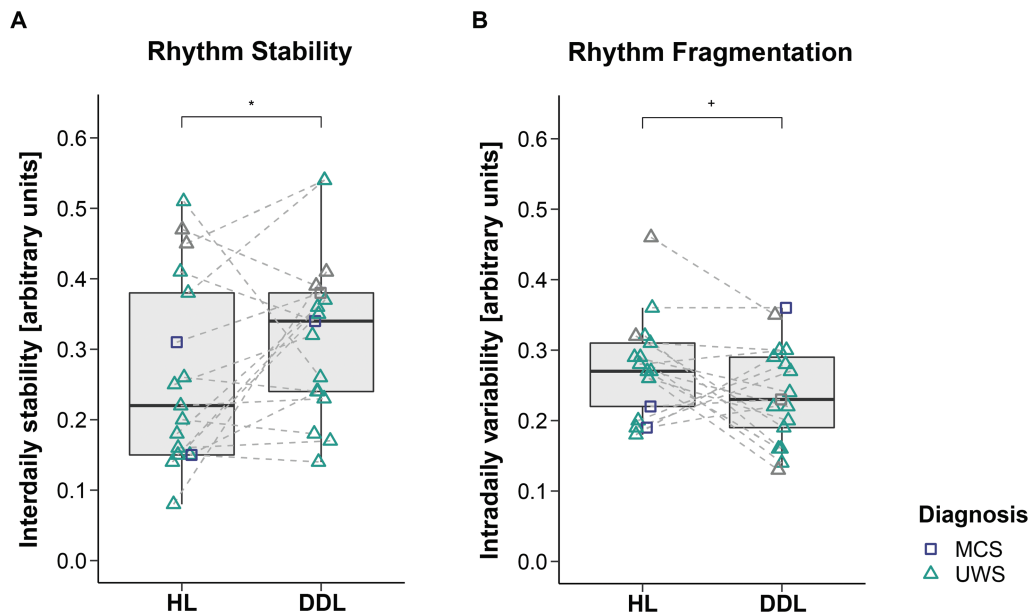 A
Rhythm Stability
*
Interdaily stability [arbitrary units]
0.6
0.5
0.4
0.3
0.2
0.1
0.0
HL DDL
B
Rhythm Fragmentation
+
Intradaily variability [arbitrary units]
0.6
0.5
0.4
0.3
0.2
0.1
0.0
HL DDL
Diagnosis
MCS
UWS